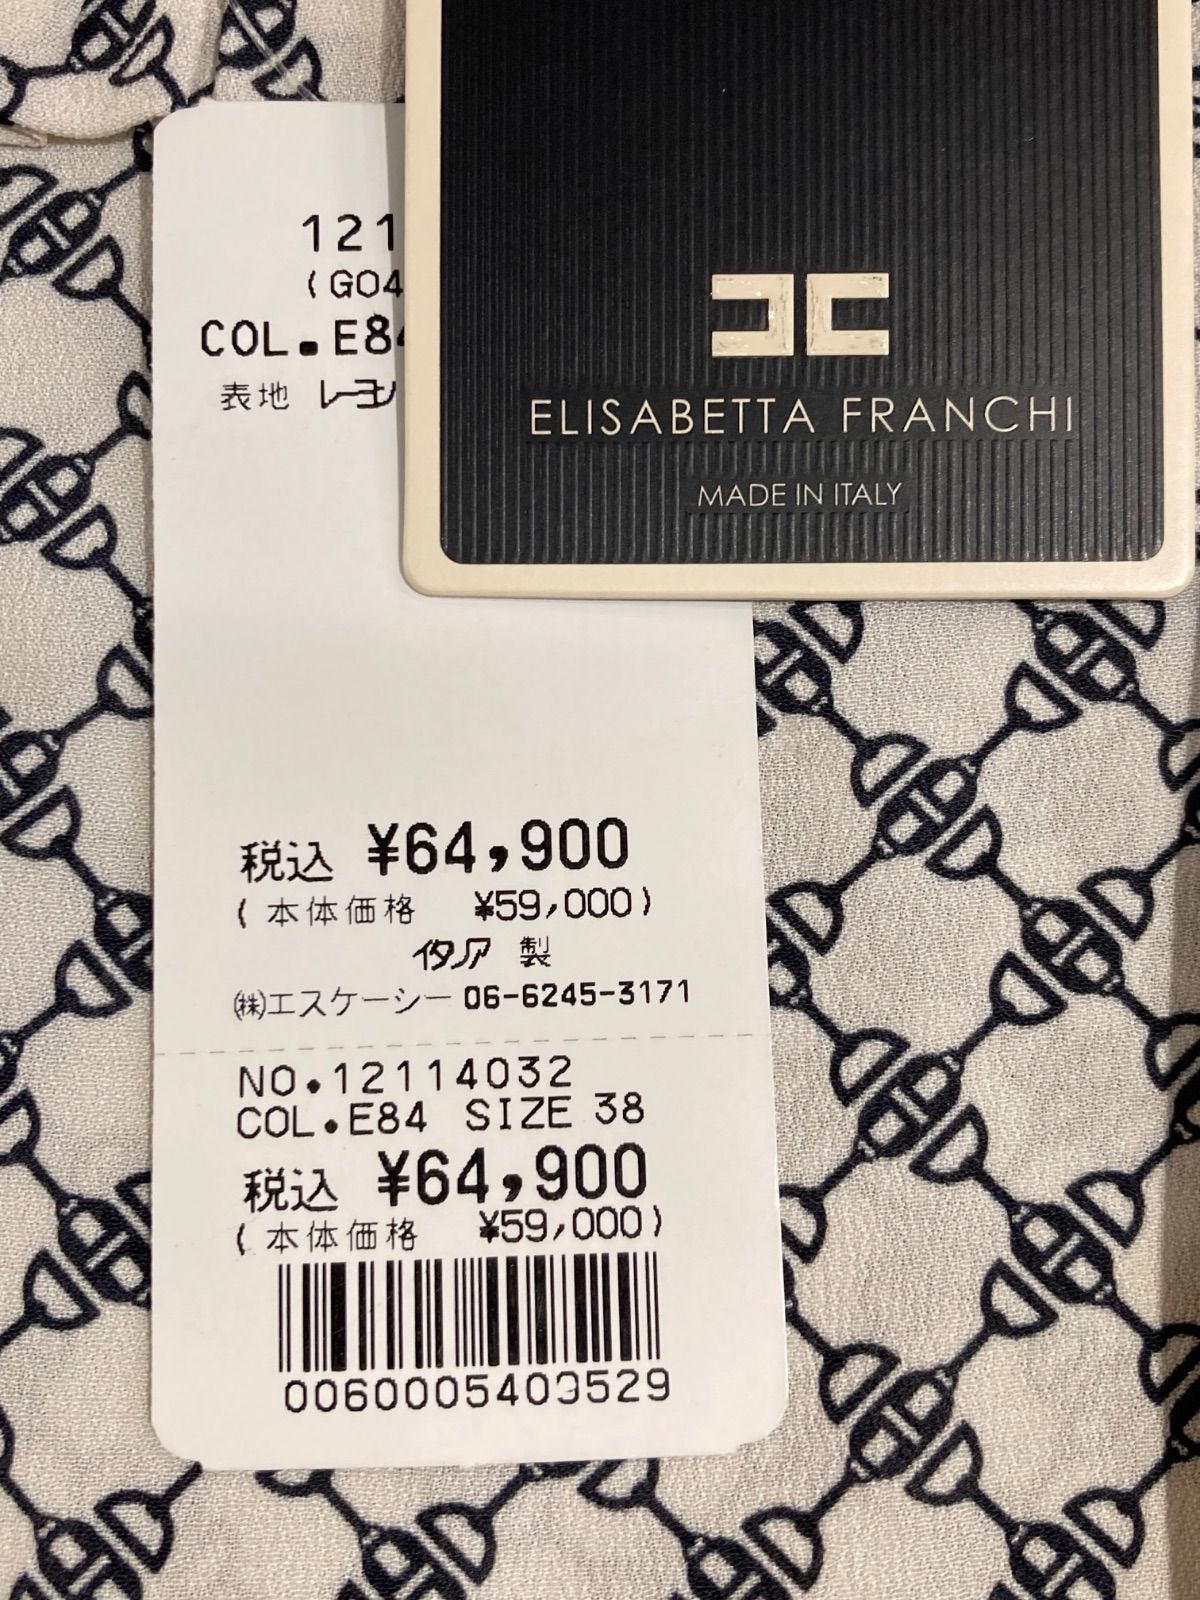 121
(G04
COL.E84
表地 レーヨン
ELISABETTA FRANCHI
MADE IN ITALY
税込 ¥64,900
(本体価格 ¥59,000)
イタリア 製
㈱エスケーシー 06-6245-3171
NO.12114032
COL.E84 SIZE 38
税込 ¥64,900
(本体価格 ¥59,000)
0060005403529